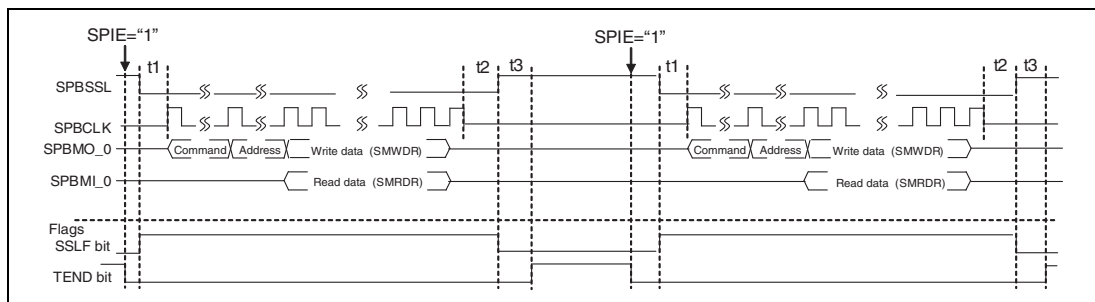 SPIE="1" SPIE="1"
t1 t2 t3 t1 t2 t3
SPBSSL
SPBCLK
SPBMO_0 Command Address Write data (SMWDR) Command Address Write data (SMWDR)
SPBMI_0 Read data (SMRDR) Read data (SMRDR)
Flags
SSLF bit
TEND bit